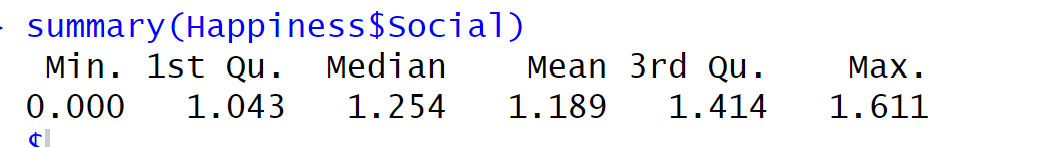 > summary(Happiness$Social)
Min. 1st Qu. Median Mean 3rd Qu. Max.
0.000 1.043 1.254 1.189 1.414 1.611